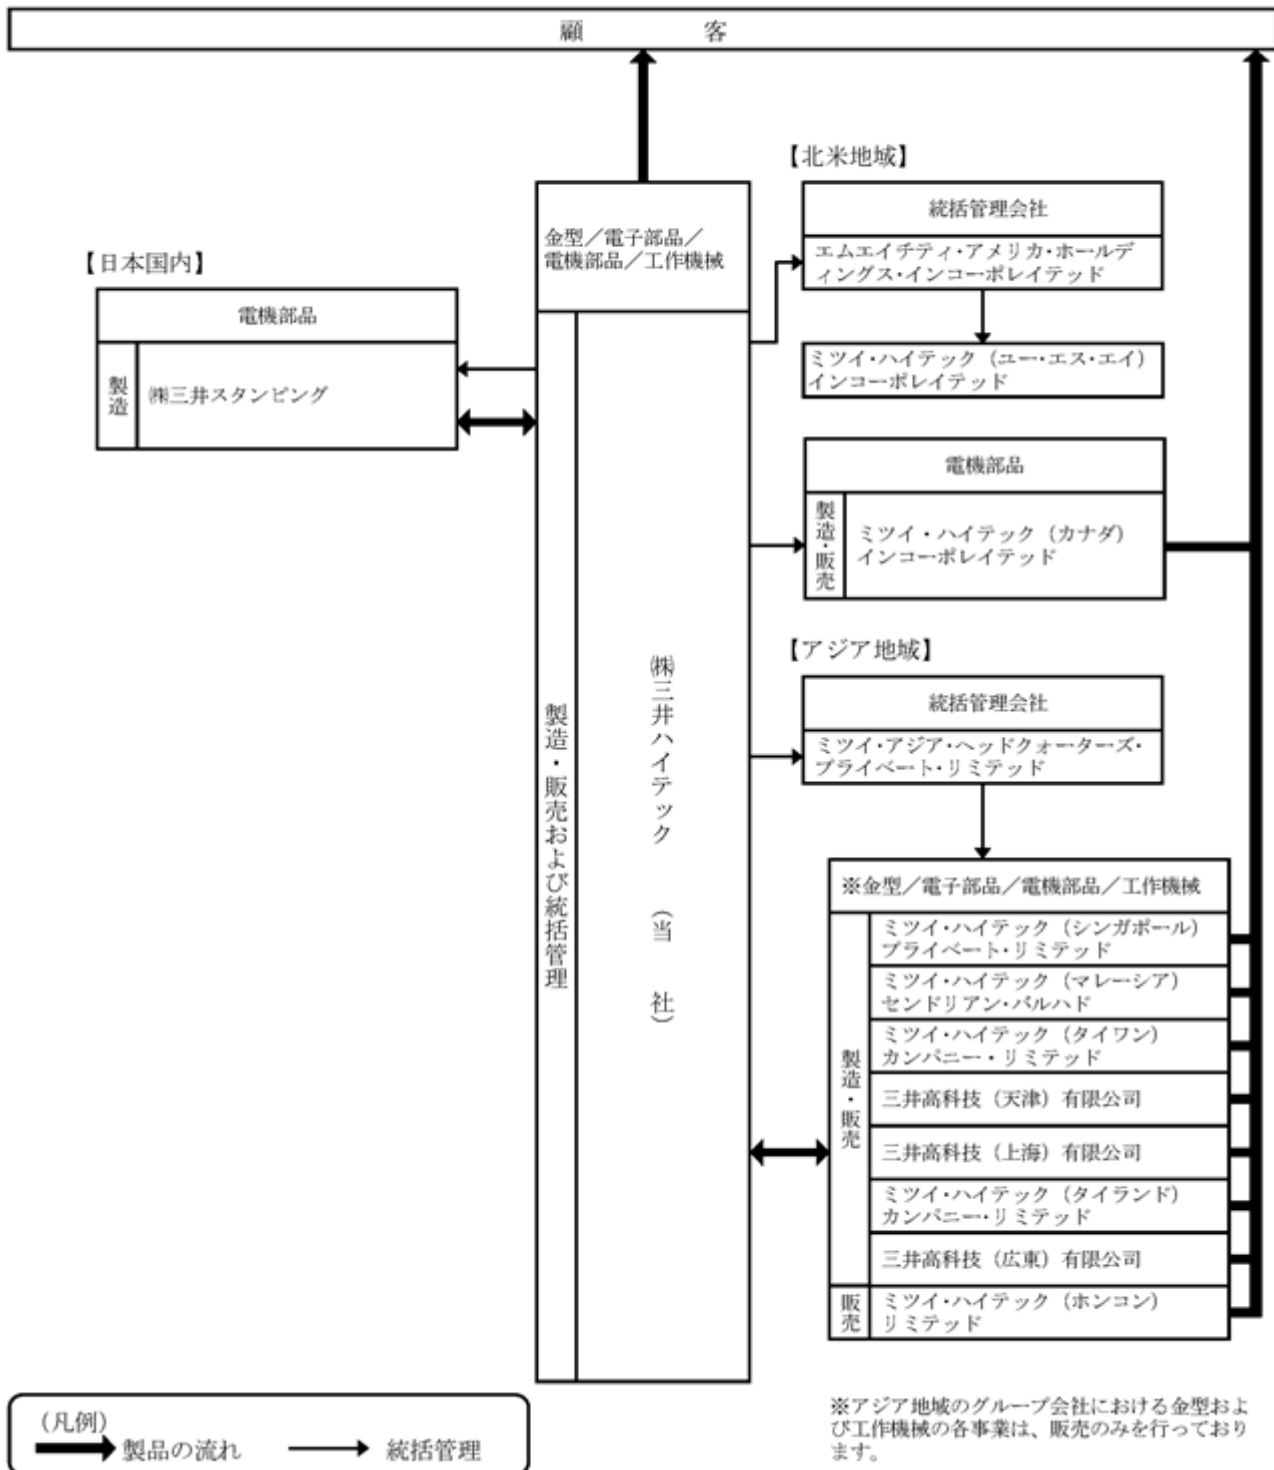 顧　客
【北米地域】
統括管理会社
エムエイチティ・アメリカ・ホールデ
ィングス・インコーポレイテッド
ミツイ・ハイテック（ユー・エス・エイ）
インコーポレイテッド
電機部品
製造・販売
ミツイ・ハイテック（カナダ）
インコーポレイテッド
【日本国内】
電機部品
製造
㈱三井スタンピング
金型／電子部品／
電機部品／工作機械
製造・販売および統括管理
㈱三井ハイテック　（当　社）
【アジア地域】
統括管理会社
ミツイ・アジア・ヘッドクォーターズ・
プライベート・リミテッド
※金型／電子部品／電機部品／工作機械
製造・販売
ミツイ・ハイテック（シンガポール）
プライベート・リミテッド
ミツイ・ハイテック（マレーシア）
センドリアン・バルハド
ミツイ・ハイテック（タイワン）
カンパニー・リミテッド
三井高科技（天津）有限公司
三井高科技（上海）有限公司
ミツイ・ハイテック（タイランド）
カンパニー・リミテッド
三井高科技（広東）有限公司
販売
ミツイ・ハイテック（ホンコン）
リミテッド
（凡例）
製品の流れ　統括管理
※アジア地域のグループ会社における金型およ
び工作機械の各事業は、販売のみを行っており
ます。